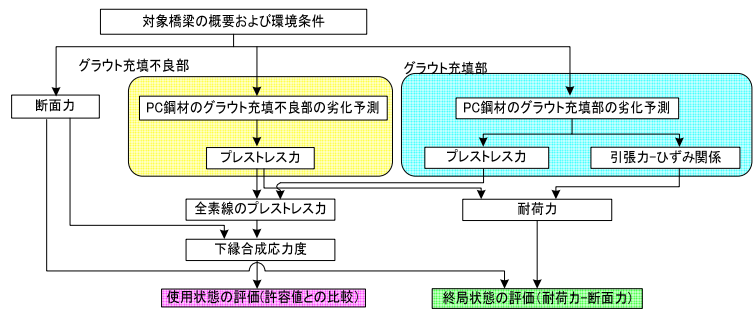 対象橋梁の概要および環境条件
グラウト充填不良部
グラウト充填部
断面力
PC鋼材のグラウト充填不良部の劣化予測
PC鋼材のグラウト充填部の劣化予測
プレストレス力
プレストレス力
引張力ーひずみ関係
全素線のプレストレス力
耐荷力
下縁合成応力度
使用状態の評価(許容値との比較)
終局状態の評価(耐荷力ー断面力)